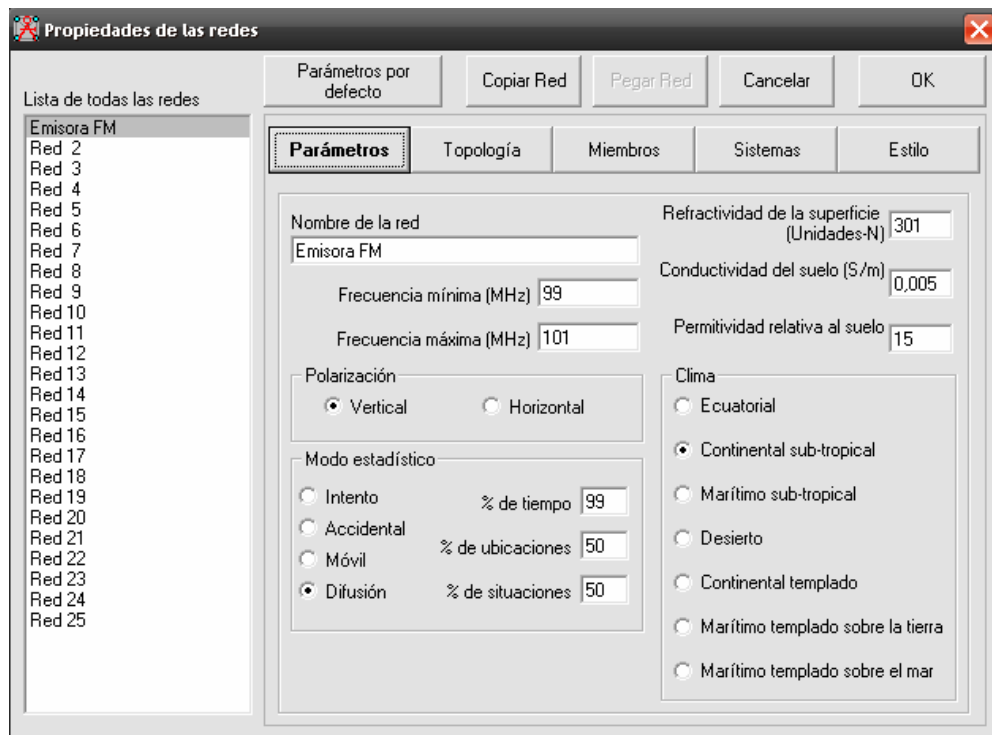 Propiedades de las redes
Lista de todas las redes
Emisora FM
Red 2
Red 3
Red 4
Red 5
Red 6
Red 7
Red 8
Red 9
Red 10
Red 11
Red 12
Red 13
Red 14
Red 15
Red 16
Red 17
Red 18
Red 19
Red 20
Red 21
Red 22
Red 23
Red 24
Red 25
Parámetros por
defecto
Copiar Red
Pegar Red
Cancelar
OK
Parámetros
Topología
Miembros
Sistemas
Estilo
Nombre de la red
Emisora FM
Frecuencia mínima (MHz) 99
Frecuencia máxima (MHz) 101
Polarización
Vertical
Horizontal
Modo estadístico
Intento
Accidental
Móvil
Difusión
% de tiempo 99
% de ubicaciones 50
% de situaciones 50
Refractividad de la superficie
(Unidades-N) 301
Conductividad del suelo (S/m) 0,005
Permitividad relativa al suelo 15
Clima
Ecuatorial
Continental sub-tropical
Marítimo sub-tropical
Desierto
Continental templado
Marítimo templado sobre la tierra
Marítimo templado sobre el mar